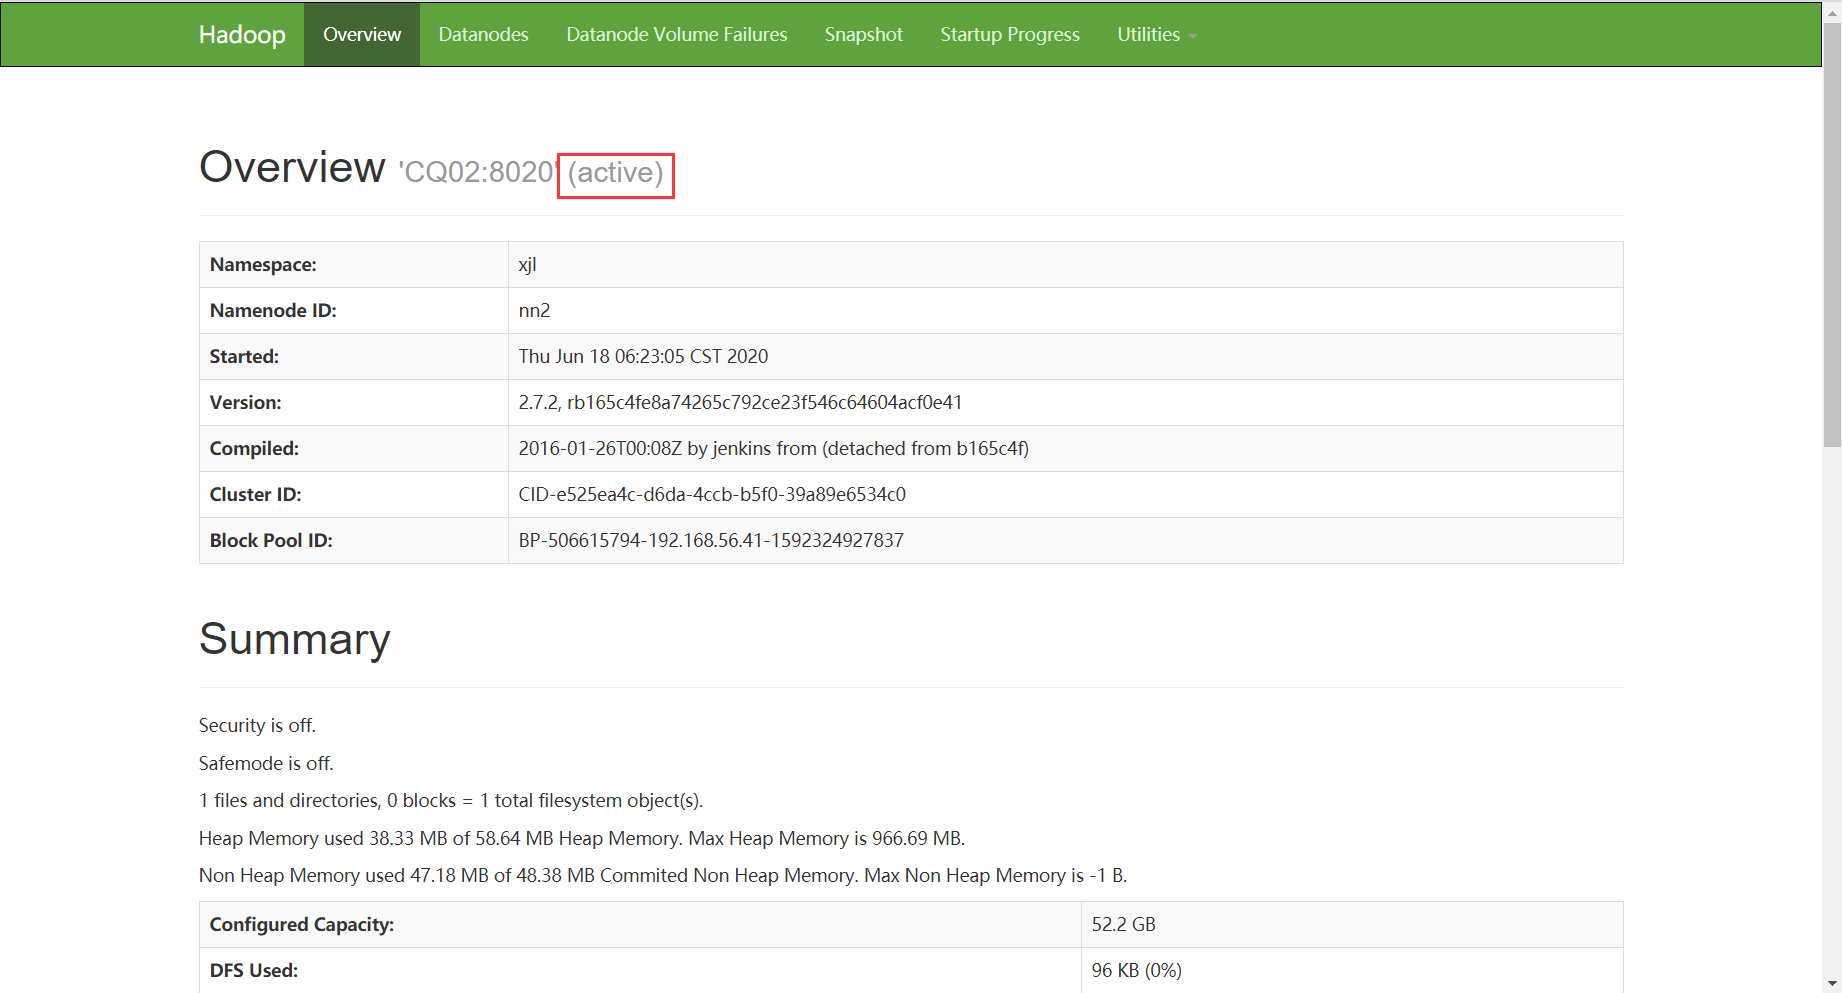 Hadoop Overview Datanodes Datanode Volume Failures Snapshot Startup Progress Utilities
Overview 'CQ02:8020' (active)
Namespace: xjl
Namenode ID: nn2
Started: Thu Jun 18 06:23:05 CST 2020
Version: 2.7.2, rb165c4fe8a74265c792ce23f546c64604acf0e41
Compiled: 2016-01-26T00:08Z by jenkins from (detached from b165c4f)
Cluster ID: CID-e525ea4c-d6da-4ccb-b5f0-39a89e6534c0
Block Pool ID: BP-506615794-192.168.56.41-1592324927837
Summary
Security is off.
Safemode is off.
1 files and directories, 0 blocks = 1 total filesystem object(s).
Heap Memory used 38.33 MB of 58.64 MB Heap Memory. Max Heap Memory is 966.69 MB.
Non Heap Memory used 47.18 MB of 48.38 MB Commited Non Heap Memory. Max Non Heap Memory is -1 B.
Configured Capacity: 52.2 GB
DFS Used: 96 KB (0%)